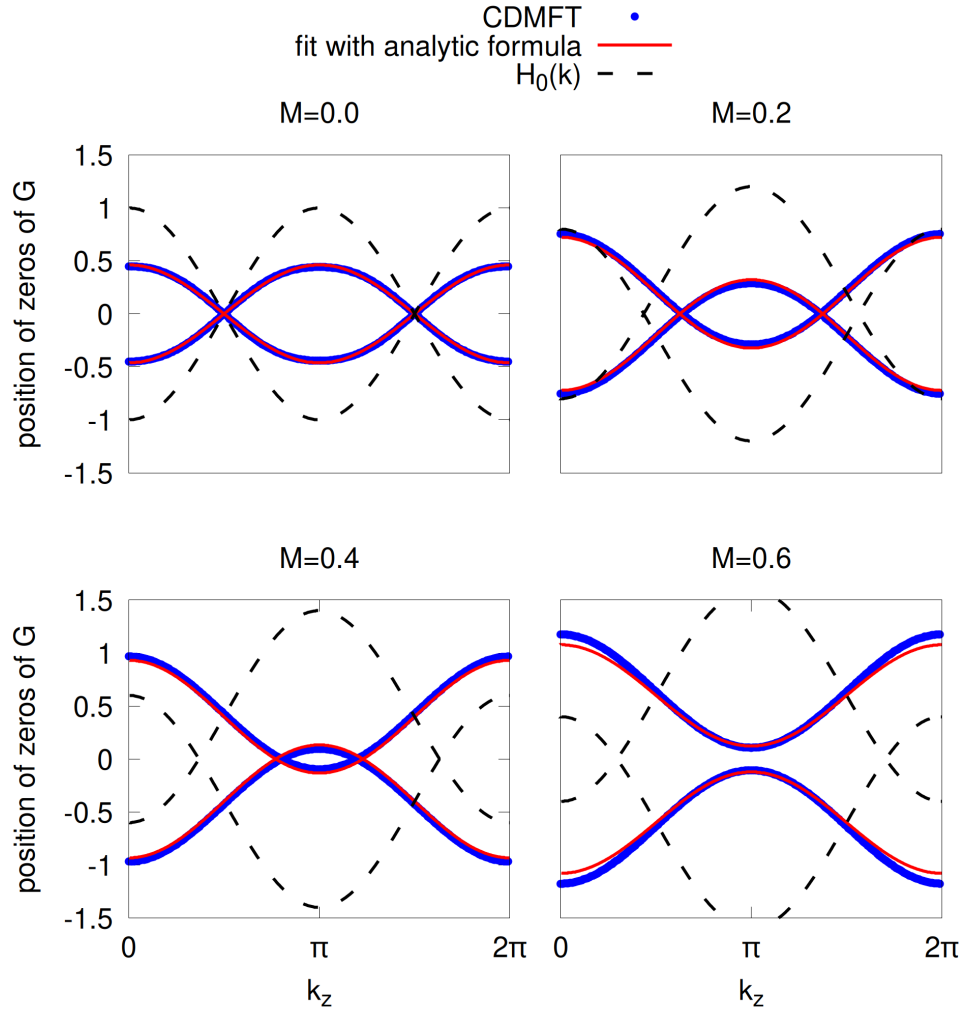 CDMFT
fit with analytic formula
H₀(k)
M=0.0
M=0.2
position of zeros of G
1.5
1
0.5
0
-0.5
-1
-1.5
M=0.4
M=0.6
position of zeros of G
1.5
1
0.5
0
-0.5
-1
-1.5
0
π
2π
0
π
2π
k_z
k_z